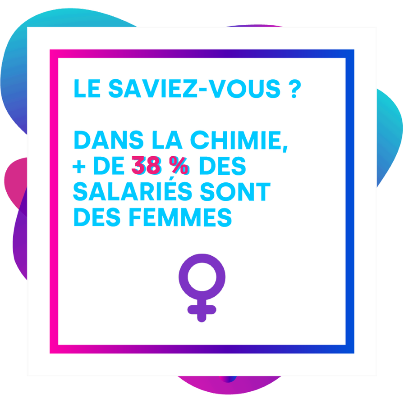 LE SAVIEZ-VOUS ?
DANS LA CHIMIE,
+ DE 38 % DES
SALARIÉS SONT
DES FEMMES